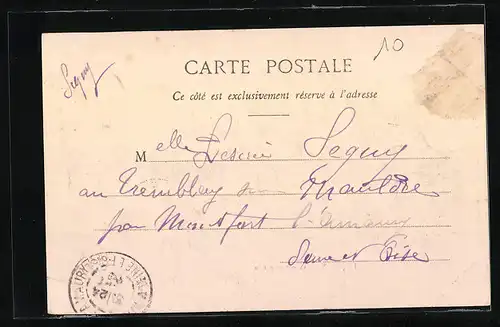 10
Seguy
CARTE POSTALE
Ce côté est exclusivement réservé à l'adresse
Melle Seguy
au Tremblay sur Mauldre
par Montfort l'Amaury
Seine et Oise